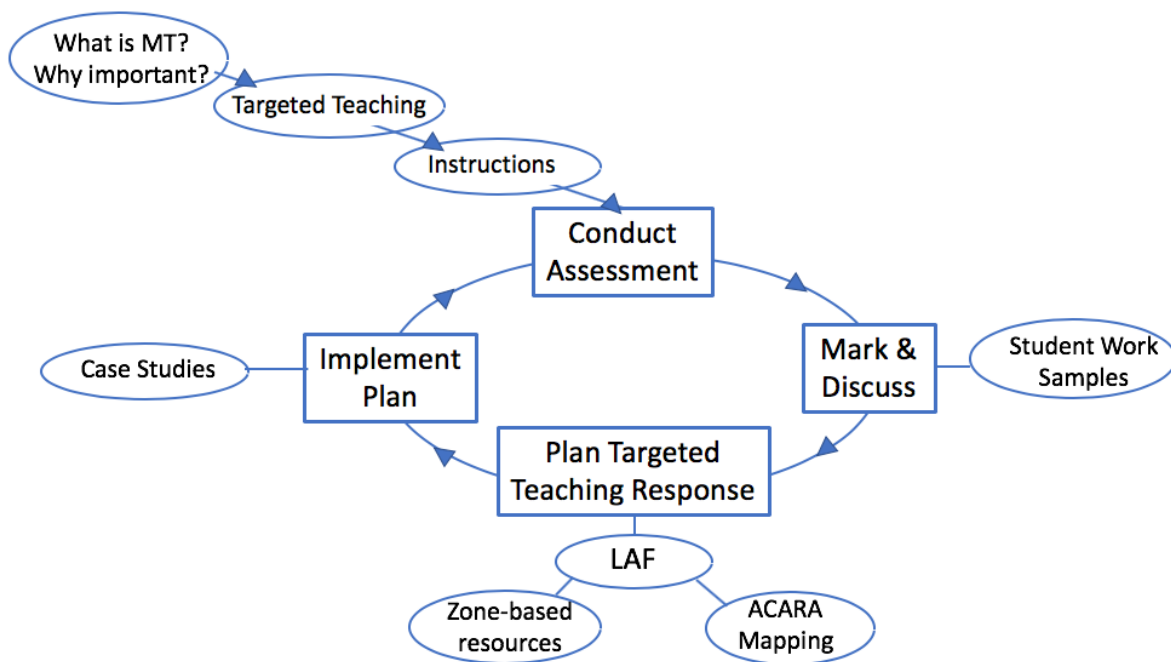 What is MT?
Why important?
Targeted Teaching
Instructions
Conduct
Assessment
Mark &
Discuss
Student Work
Samples
Plan Targeted
Teaching Response
Implement
Plan
Case Studies
LAF
Zone-based
resources
ACARA
Mapping